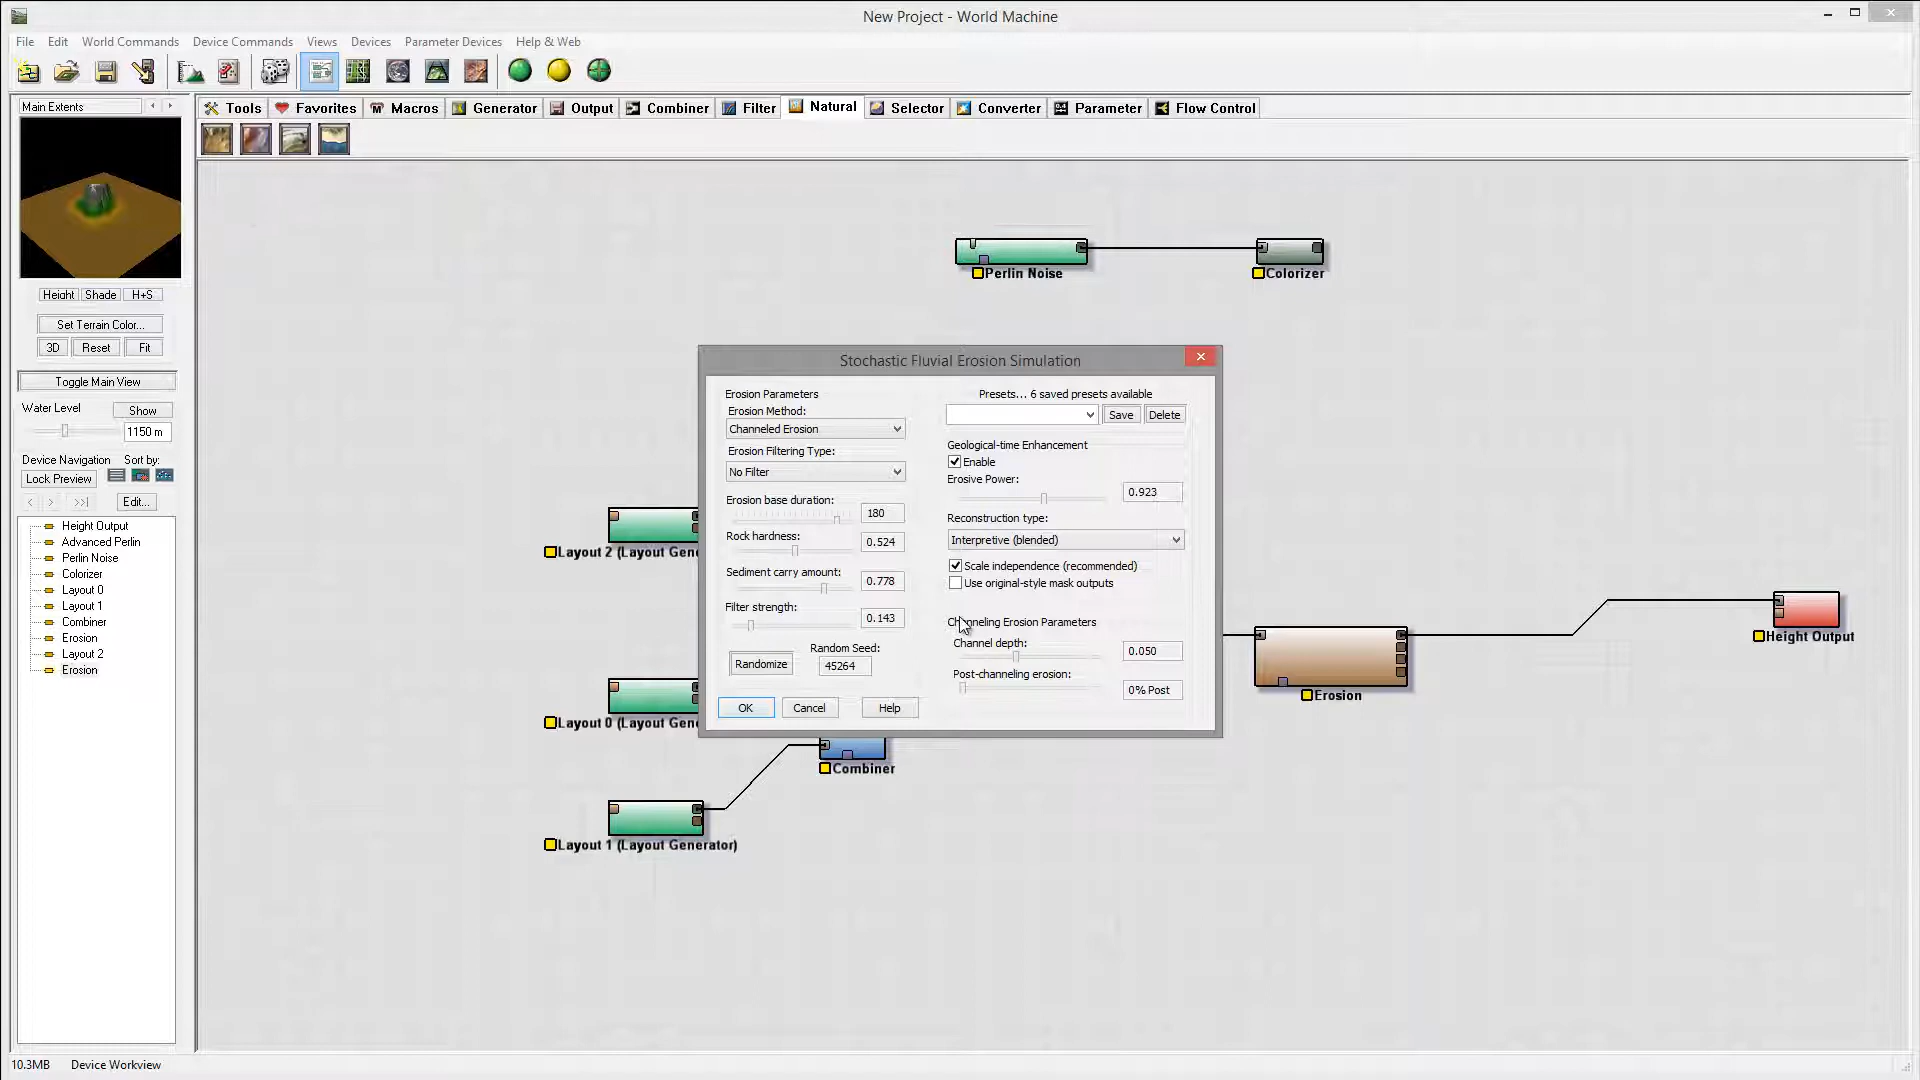 New Project - World Machine
File Edit World Commands Device Commands Views Devices Parameter Devices Help & Web
Main Extents
Tools Favorites Macros Generator Output Combiner Filter Natural Selector Converter Parameter Flow Control
Height Shade H+S
Set Terrain Color...
3D Reset Fit
Toggle Main View
Water Level Show
1150 m
Device Navigation Sort by:
Lock Preview
Edit...
Height Output
Advanced Perlin
Perlin Noise
Colorizer
Layout 0
Layout 1
Combiner
Erosion
Layout 2
Erosion
Perlin Noise
Colorizer
Layout 2 (Layout Gene
Layout 0 (Layout Gene
Combiner
Layout 1 (Layout Generator)
Erosion
Height Output
Stochastic Fluvial Erosion Simulation
Erosion Parameters
Erosion Method:
Channeled Erosion
Erosion Filtering Type:
No Filter
Erosion base duration:
180
Rock hardness:
0.524
Sediment carry amount:
0.778
Filter strength:
0.143
Randomize
Random Seed:
45264
OK Cancel Help
Presets... 6 saved presets available
Save Delete
Geological-time Enhancement
Enable
Erosive Power:
0.923
Reconstruction type:
Interpretive (blended)
Scale independence (recommended)
Use original-style mask outputs
Channeling Erosion Parameters
Channel depth:
0.050
Post-channeling erosion:
0% Post
10.3MB Device Workview